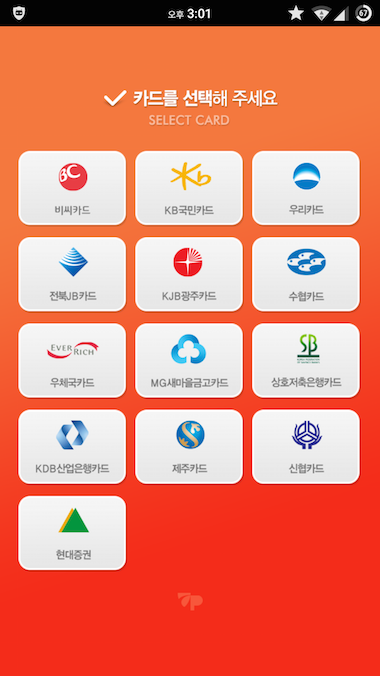 오후 3:01
67
카드를 선택해 주세요
SELECT CARD
BC
비씨카드
Kb
KB국민카드
우리카드
전북JB카드
KJB광주카드
수협카드
EVER RICH
우체국카드
MG새마을금고카드
SB
상호저축은행카드
KDB산업은행카드
제주카드
신협카드
현대증권